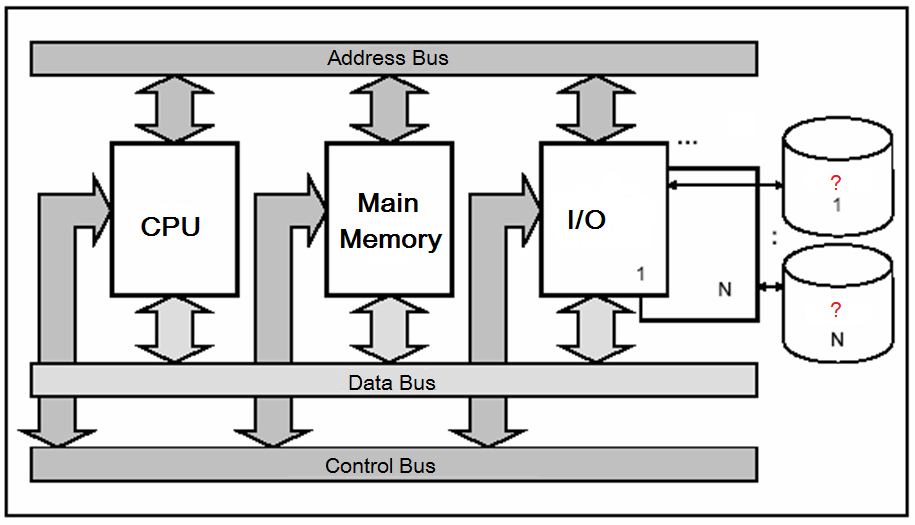 Address Bus
...
CPU
Main
Memory
I/O
1
N
?
1
:
?
N
Data Bus
Control Bus